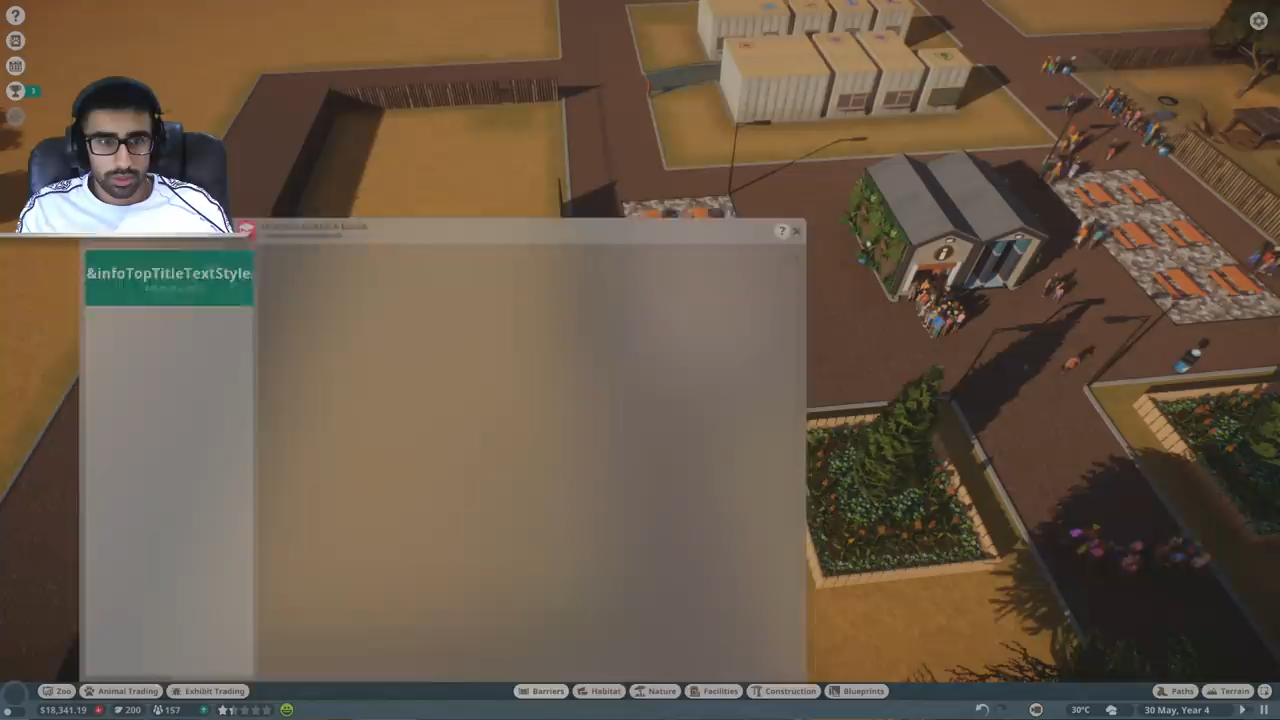 ?
3
?
&infoTopTitleTextStyle
Zoo
Animal Trading
Exhibit Trading
Barriers
Habitat
Nature
Facilities
Construction
Blueprints
Paths
Terrain
$18,341.19
200
157
30°C
30 May, Year 4